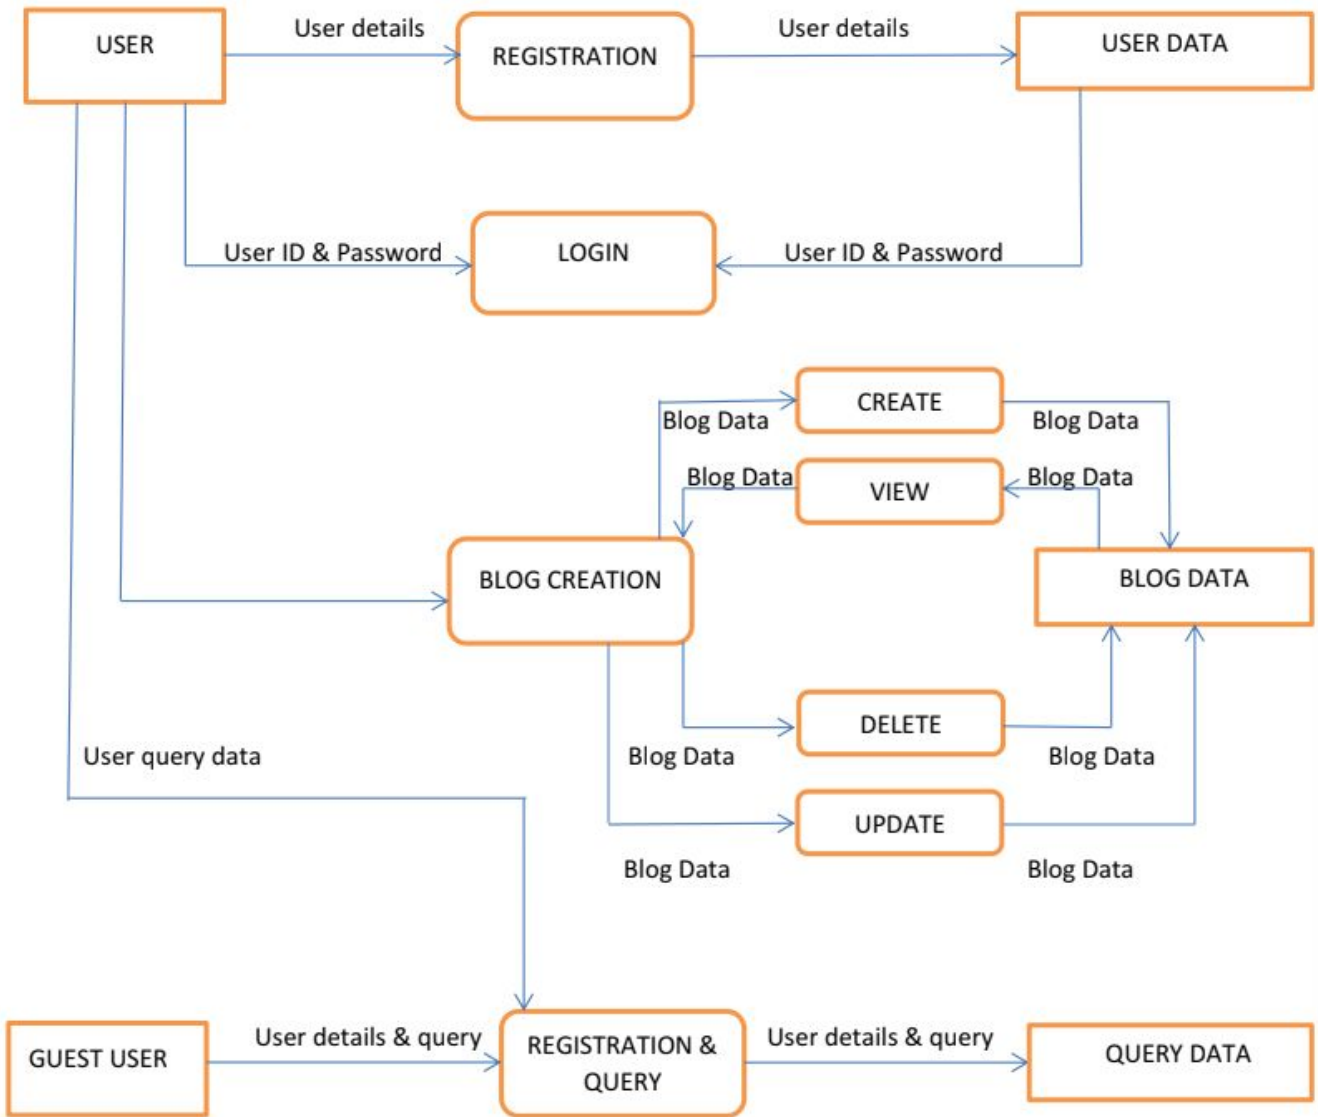 USER
User details
REGISTRATION
User details
USER DATA
User ID & Password
LOGIN
User ID & Password
Blog Data
CREATE
Blog Data
Blog Data
VIEW
Blog Data
BLOG CREATION
BLOG DATA
DELETE
User query data
Blog Data
Blog Data
UPDATE
Blog Data
Blog Data
GUEST USER
User details & query
REGISTRATION &
QUERY
User details & query
QUERY DATA